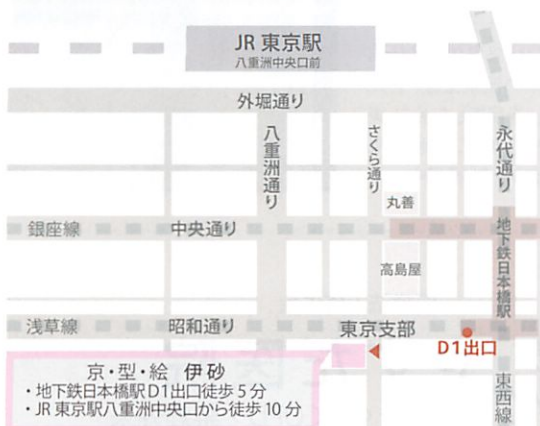 JR 東京駅
八重洲中央口前
外堀通り
八重洲通り
さくら通り
永代通り
丸善
銀座線
中央通り
地下鉄日本橋駅
高島屋
浅草線
昭和通り
東京支部
D1出口
東西線
京・型・絵 伊砂
・地下鉄日本橋駅D1出口徒歩5分
・JR東京駅八重洲中央口から徒歩10分